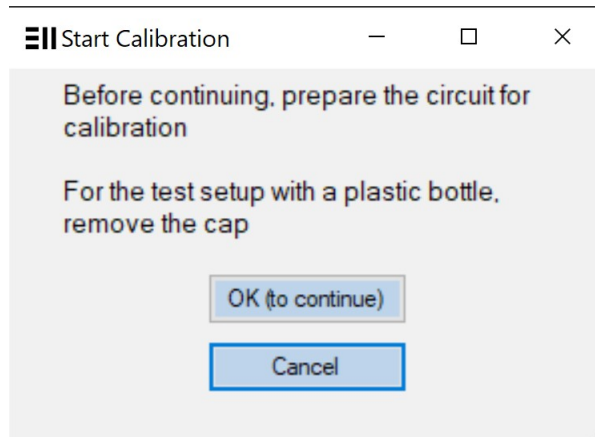 Start Calibration
Before continuing, prepare the circuit for
calibration
For the test setup with a plastic bottle,
remove the cap
OK (to continue)
Cancel